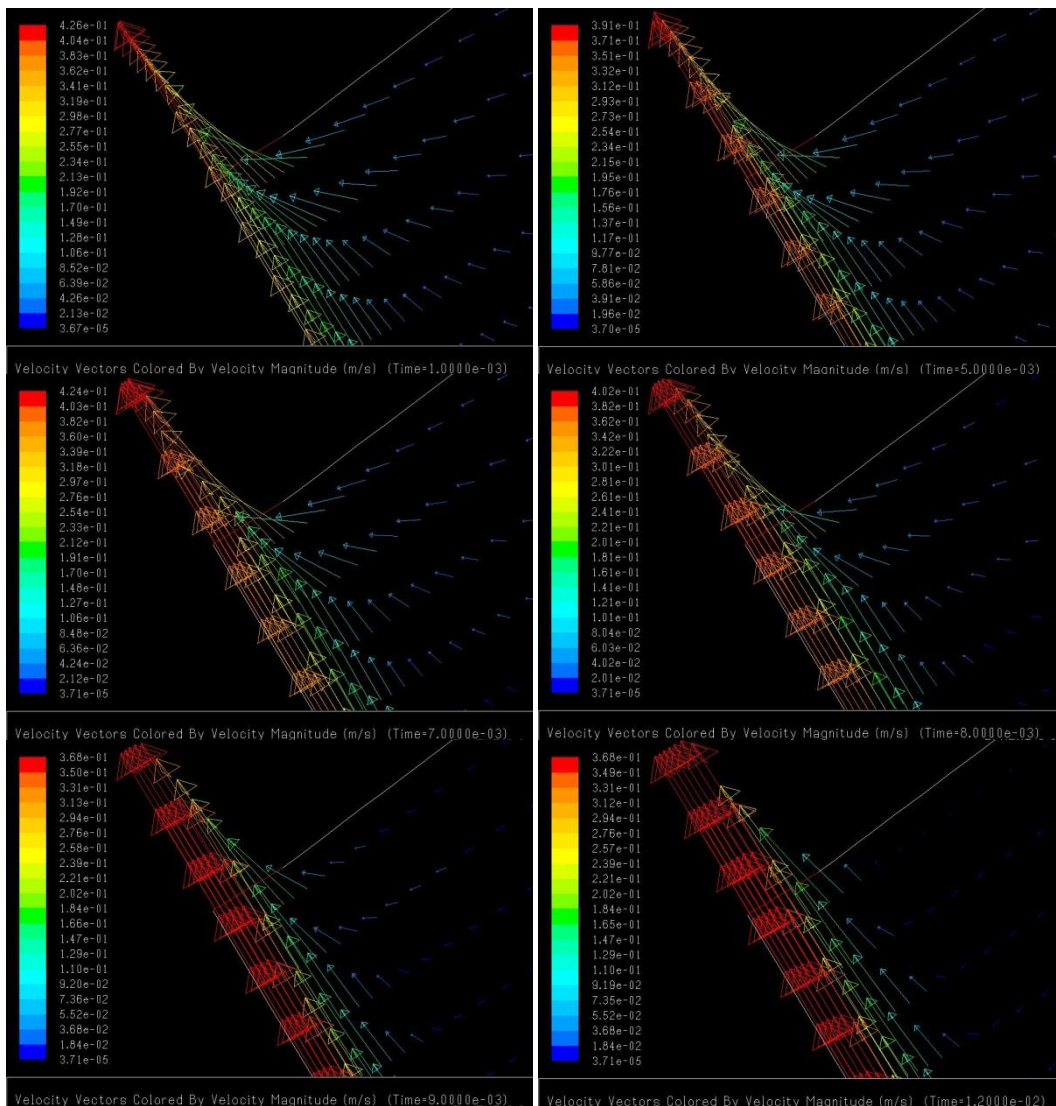 4.26e-01
4.04e-01
3.83e-01
3.62e-01
3.41e-01
3.19e-01
2.98e-01
2.77e-01
2.55e-01
2.34e-01
2.13e-01
1.92e-01
1.70e-01
1.49e-01
1.28e-01
1.06e-01
8.52e-02
6.39e-02
4.26e-02
2.13e-02
3.67e-05
Velocity Vectors Colored By Velocity Magnitude (m/s) (Time=1.0000e-03)
3.91e-01
3.71e-01
3.51e-01
3.32e-01
3.12e-01
2.93e-01
2.73e-01
2.54e-01
2.34e-01
2.15e-01
1.95e-01
1.76e-01
1.56e-01
1.37e-01
1.17e-01
9.77e-02
7.81e-02
5.86e-02
3.91e-02
1.96e-02
3.70e-05
Velocity Vectors Colored By Velocity Magnitude (m/s) (Time=5.0000e-03)
4.24e-01
4.03e-01
3.82e-01
3.60e-01
3.39e-01
3.18e-01
2.97e-01
2.76e-01
2.54e-01
2.33e-01
2.12e-01
1.91e-01
1.70e-01
1.48e-01
1.27e-01
1.06e-01
8.48e-02
6.36e-02
4.24e-02
2.12e-02
3.71e-05
Velocity Vectors Colored By Velocity Magnitude (m/s) (Time=7.0000e-03)
4.02e-01
3.82e-01
3.62e-01
3.42e-01
3.22e-01
3.01e-01
2.81e-01
2.61e-01
2.41e-01
2.21e-01
2.01e-01
1.81e-01
1.61e-01
1.41e-01
1.21e-01
1.01e-01
8.04e-02
6.03e-02
4.02e-02
2.01e-02
3.71e-05
Velocity Vectors Colored By Velocity Magnitude (m/s) (Time=8.0000e-03)
3.68e-01
3.50e-01
3.31e-01
3.13e-01
2.94e-01
2.76e-01
2.58e-01
2.39e-01
2.21e-01
2.02e-01
1.84e-01
1.66e-01
1.47e-01
1.29e-01
1.10e-01
9.20e-02
7.36e-02
5.52e-02
3.68e-02
1.84e-02
3.71e-05
Velocity Vectors Colored By Velocity Magnitude (m/s) (Time=9.0000e-03)
3.68e-01
3.49e-01
3.31e-01
3.12e-01
2.94e-01
2.76e-01
2.57e-01
2.39e-01
2.21e-01
2.02e-01
1.84e-01
1.65e-01
1.47e-01
1.29e-01
1.10e-01
9.19e-02
7.35e-02
5.52e-02
3.68e-02
1.84e-02
3.71e-05
Velocity Vectors Colored By Velocity Magnitude (m/s) (Time=1.2000e-02)